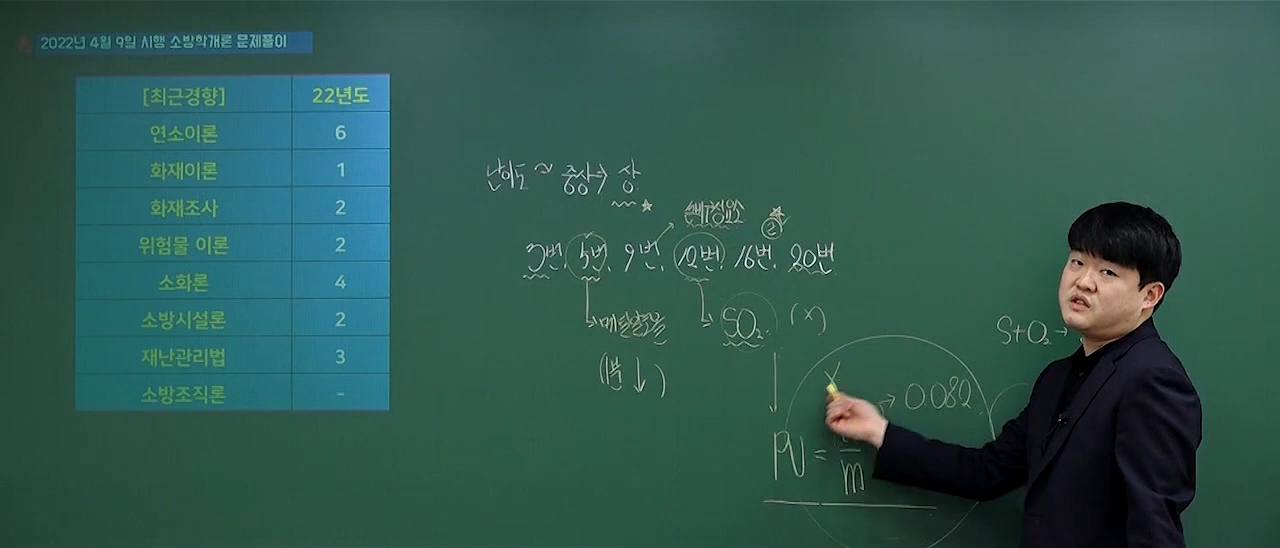 2022년 4월 9일 시행 소방학개론 문제풀이
[최근경향] 22년도
연소이론 6
화재이론 1
화재조사 2
위험물 이론 2
소화론 4
소방시설론 2
재난관리법 3
소방조직론 -
난이도 ~ 중상→ 상
3번, 5번, 9번, 12번, 16번, 20번
②
SO₂ (X)
S+O₂→
→ 0.082
PV =
m